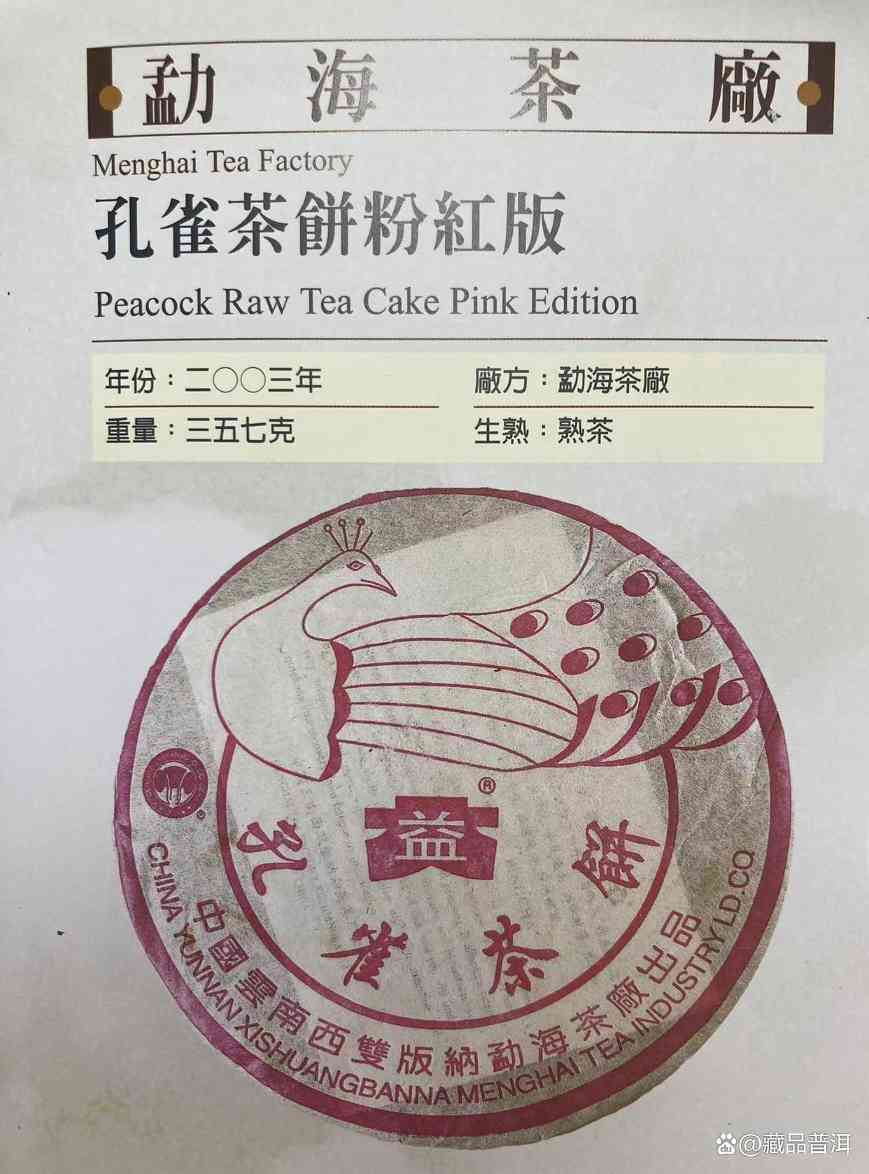 勐海茶廠
Menghai Tea Factory
孔雀茶餅粉紅版
Peacock Raw Tea Cake Pink Edition
年份：二〇〇三年
廠方：勐海茶廠
重量：三五七克
生熟：熟茶
®
益
孔雀茶餅
中國雲南西雙版納勐海茶廠出品
CHINA YUNNAN XISHUANGBANNA MENGHAI TEA INDUSTRY LD.CO
@藏品普洱